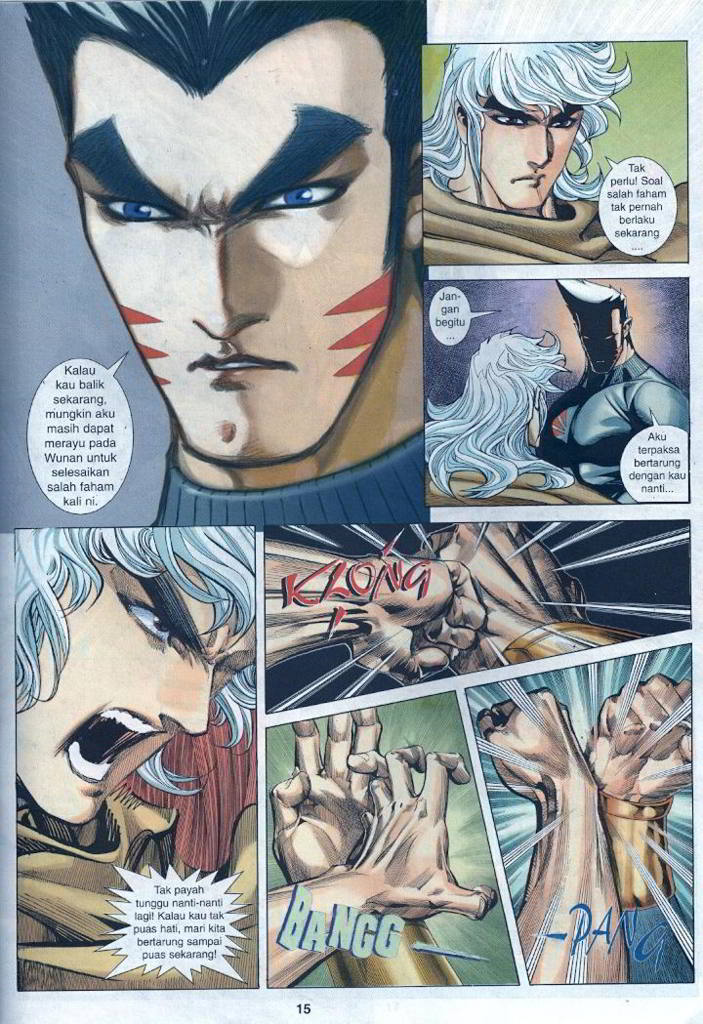 Kalau
kau balik
sekarang,
mungkin aku
masih dapat
merayu pada
Wunan untuk
selesaikan
salah faham
kali ni.
Tak
perlu! Soal
salah faham
tak pernah
berlaku
sekarang
....
Jan-
gan
begitu
...
Aku
terpaksa
bertarung
dengan kau
nanti...
Tak payah
tunggu nanti-nanti
lagi! Kalau kau tak
puas hati, mari kita
bertarung sampai
puas sekarang!
KLONG
BANGG
-PANG
15